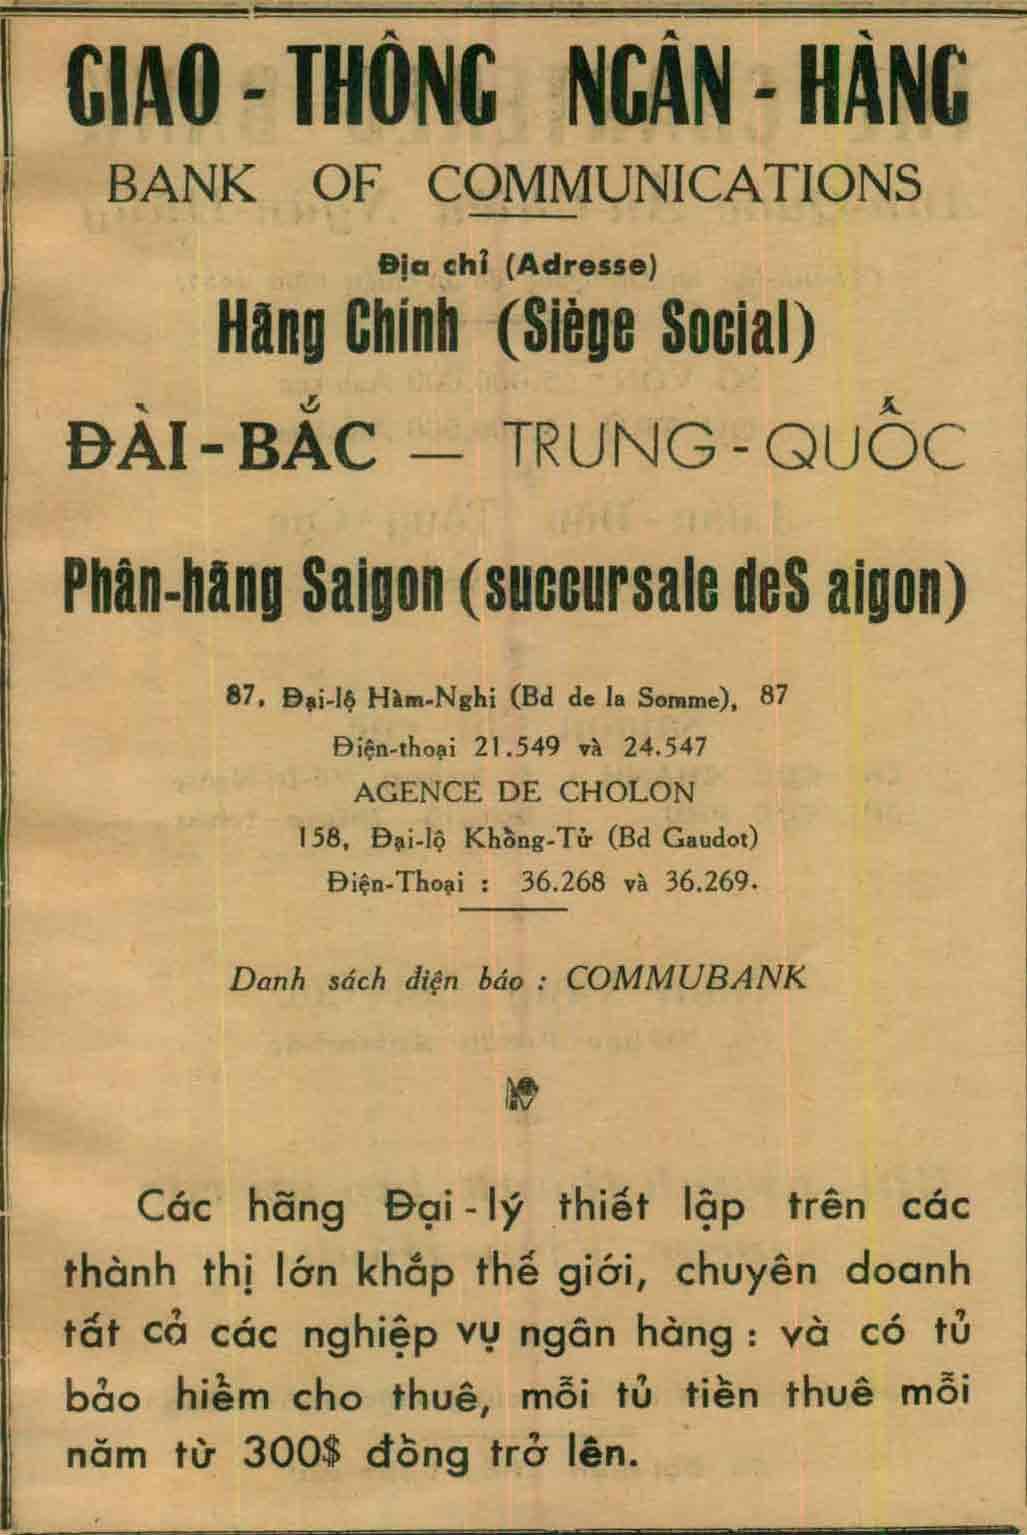 GIAO - THÔNG NGÂN - HÀNG
BANK OF COMMUNICATIONS
Địa chỉ (Adresse)
Hãng Chính (Siège Social)
ĐÀI - BẮC — TRUNG - QUỐC
Phân-hãng Saigon (succursale deS aigon)
87, Đại-lộ Hàm-Nghi (Bd de la Somme), 87
Điện-thoại 21.549 và 24.547
AGENCE DE CHOLON
158, Đại-lộ Khồng-Tử (Bd Gaudot)
Điện-Thoại : 36.268 và 36.269.
Danh sách điện báo : COMMUBANK
Các hãng Đại - lý thiết lập trên các
thành thị lớn khắp thế giới, chuyên doanh
tất cả các nghiệp vụ ngân hàng : và có tủ
bảo hiềm cho thuê, mỗi tủ tiền thuê mỗi
năm từ 300$ đồng trở lên.